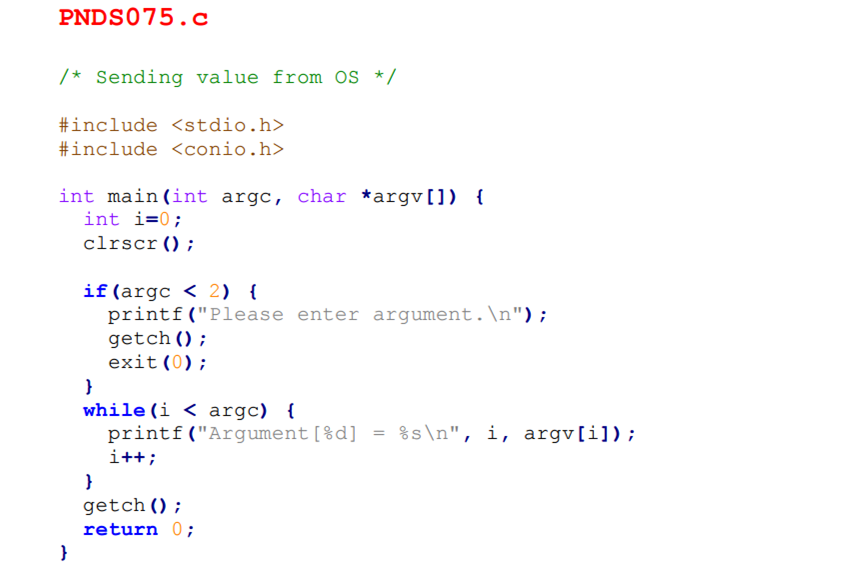 PNDS075.c
/* Sending value from OS */
#include <stdio.h>
#include <conio.h>
int main(int argc, char *argv[]) {
int i=0;
clrscr();
if(argc < 2) {
printf("Please enter argument.\n");
getch();
exit(0);
}
while(i < argc) {
printf("Argument[%d] = %s\n", i, argv[i]);
i++;
}
getch();
return 0;
}